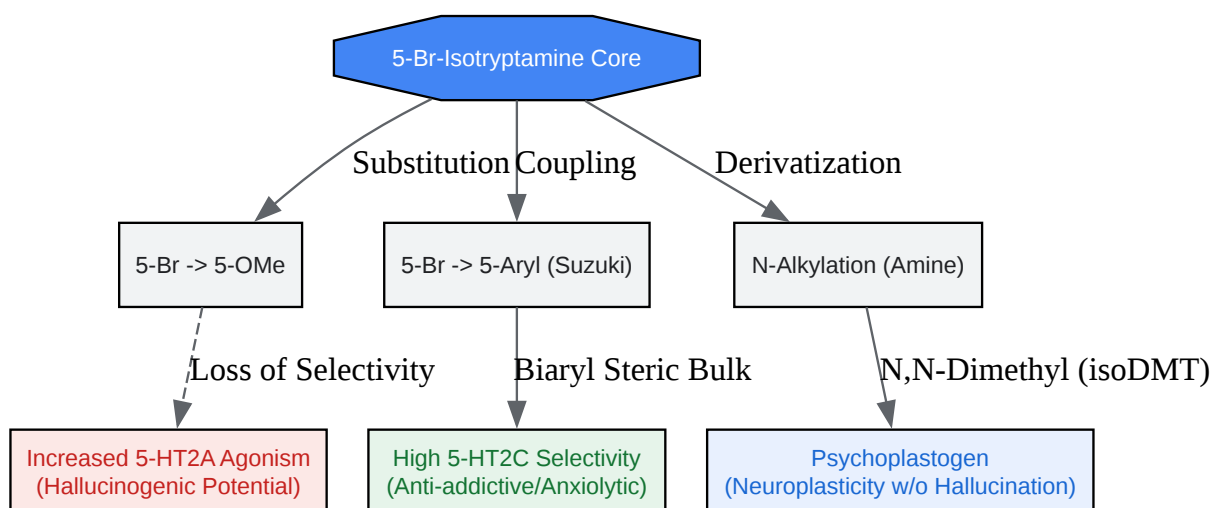 5-Br-Isotryptamine Core
Substitution
Coupling
Derivatization
5-Br -> 5-OMe
5-Br -> 5-Aryl (Suzuki)
N-Alkylation (Amine)
Loss of Selectivity
Biaryl Steric Bulk
N,N-Dimethyl (isoDMT)
Increased 5-HT2A Agonism
(Hallucinogenic Potential)
High 5-HT2C Selectivity
(Anti-addictive/Anxiolytic)
Psychoplastogen
(Neuroplasticity w/o Hallucination)